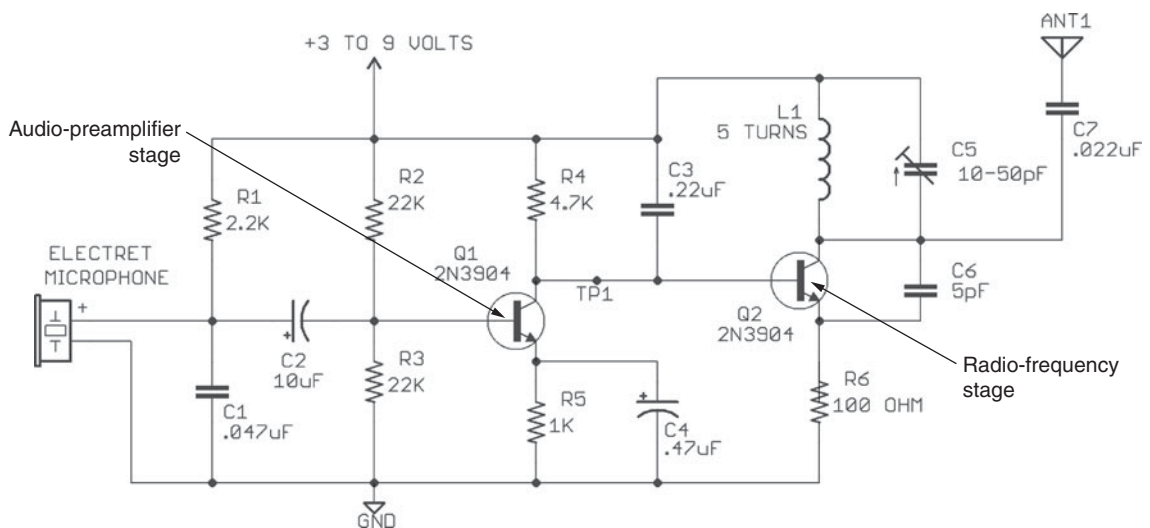 ANT1
+3 TO 9 VOLTS
Audio-preamplifier
stage
L1
5 TURNS
C7
.022uF
C5
10-50pF
C3
.22uF
R1
2.2K
R2
22K
R4
4.7K
ELECTRET
MICROPHONE
+
Q1
2N3904
TP1
C6
5pF
Q2
2N3904
+
C2
10uF
R3
22K
Radio-frequency
stage
R6
100 OHM
C1
.047uF
R5
1K
+
C4
.47uF
GND